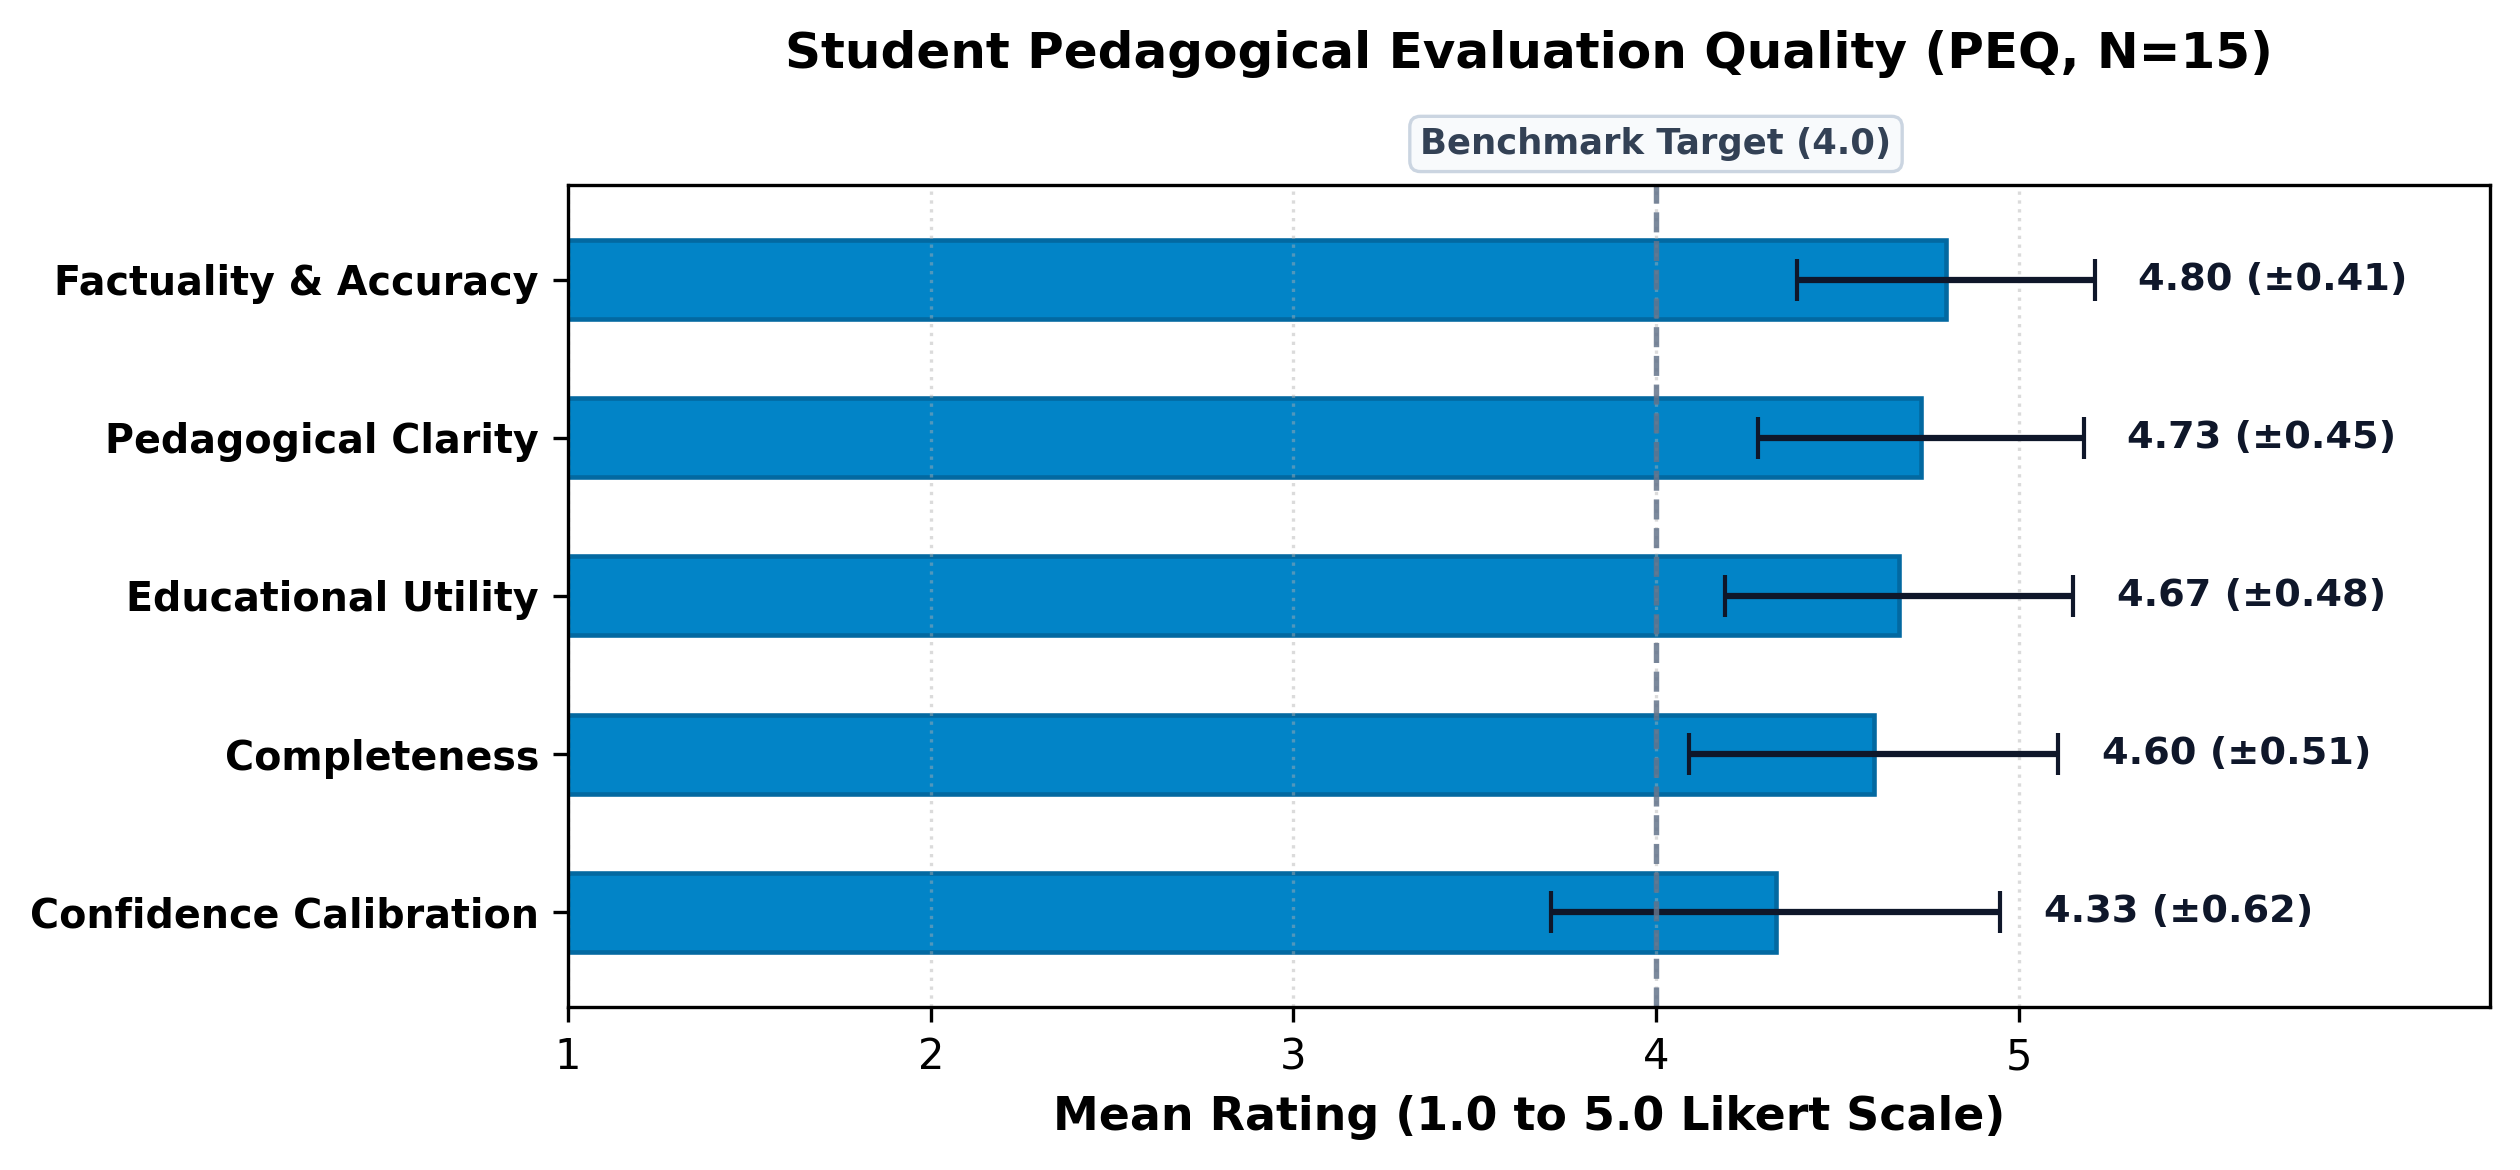 Student Pedagogical Evaluation Quality (PEQ, N=15)
Benchmark Target (4.0)
Factuality & Accuracy
4.80 (±0.41)
Pedagogical Clarity
4.73 (±0.45)
Educational Utility
4.67 (±0.48)
Completeness
4.60 (±0.51)
Confidence Calibration
4.33 (±0.62)
1 2 3 4 5
Mean Rating (1.0 to 5.0 Likert Scale)